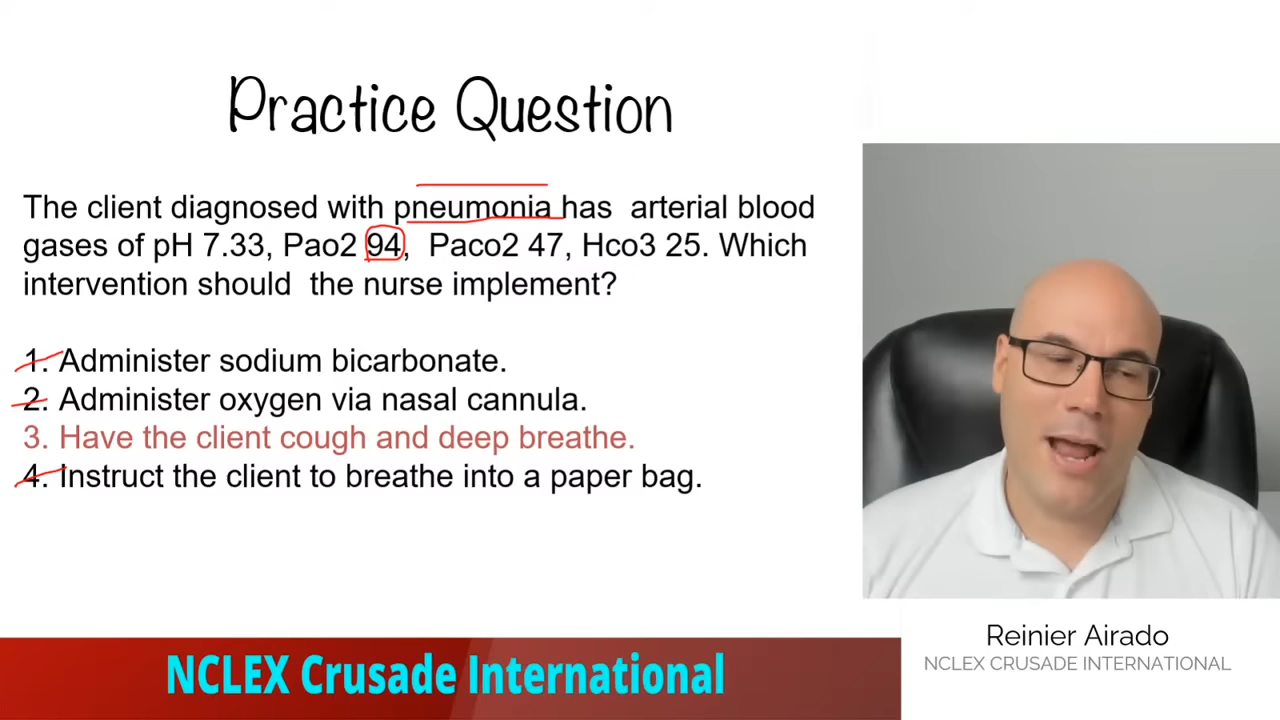 Practice Question
The client diagnosed with pneumonia has arterial blood
gases of pH 7.33, Pao2 94, Paco2 47, Hco3 25. Which
intervention should the nurse implement?
1. Administer sodium bicarbonate.
2. Administer oxygen via nasal cannula.
3. Have the client cough and deep breathe.
4. Instruct the client to breathe into a paper bag.
Reinier Airado
NCLEX CRUSADE INTERNATIONAL
NCLEX Crusade International